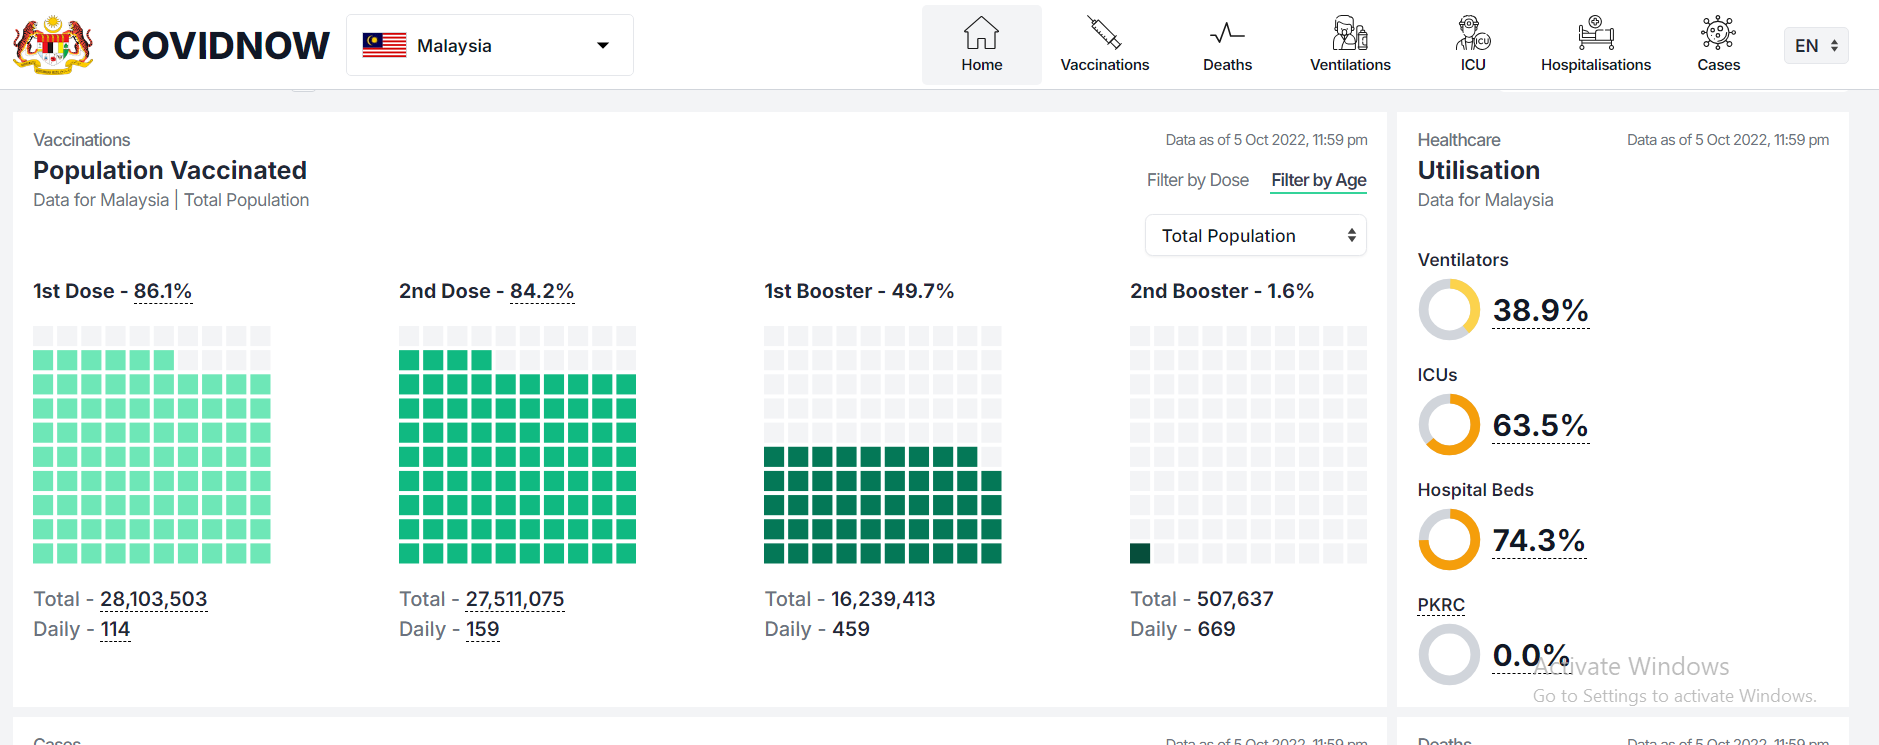 COVIDNOW
Malaysia
Home
Vaccinations
Deaths
Ventilations
ICU
ICU
Hospitalisations
Cases
EN
Vaccinations
Data as of 5 Oct 2022, 11:59 pm
Population Vaccinated
Data for Malaysia | Total Population
Filter by Dose
Filter by Age
Total Population
1st Dose - 86.1%
2nd Dose - 84.2%
1st Booster - 49.7%
2nd Booster - 1.6%
Total - 28,103,503
Daily - 114
Total - 27,511,075
Daily - 159
Total - 16,239,413
Daily - 459
Total - 507,637
Daily - 669
Healthcare
Data as of 5 Oct 2022, 11:59 pm
Utilisation
Data for Malaysia
Ventilators
38.9%
ICUs
63.5%
Hospital Beds
74.3%
PKRC
0.0%
Activate Windows
Go to Settings to activate Windows.
Cases
Data as of 5 Oct 2022, 11:59 pm
Deaths
Data as of 5 Oct 2022, 11:59 pm